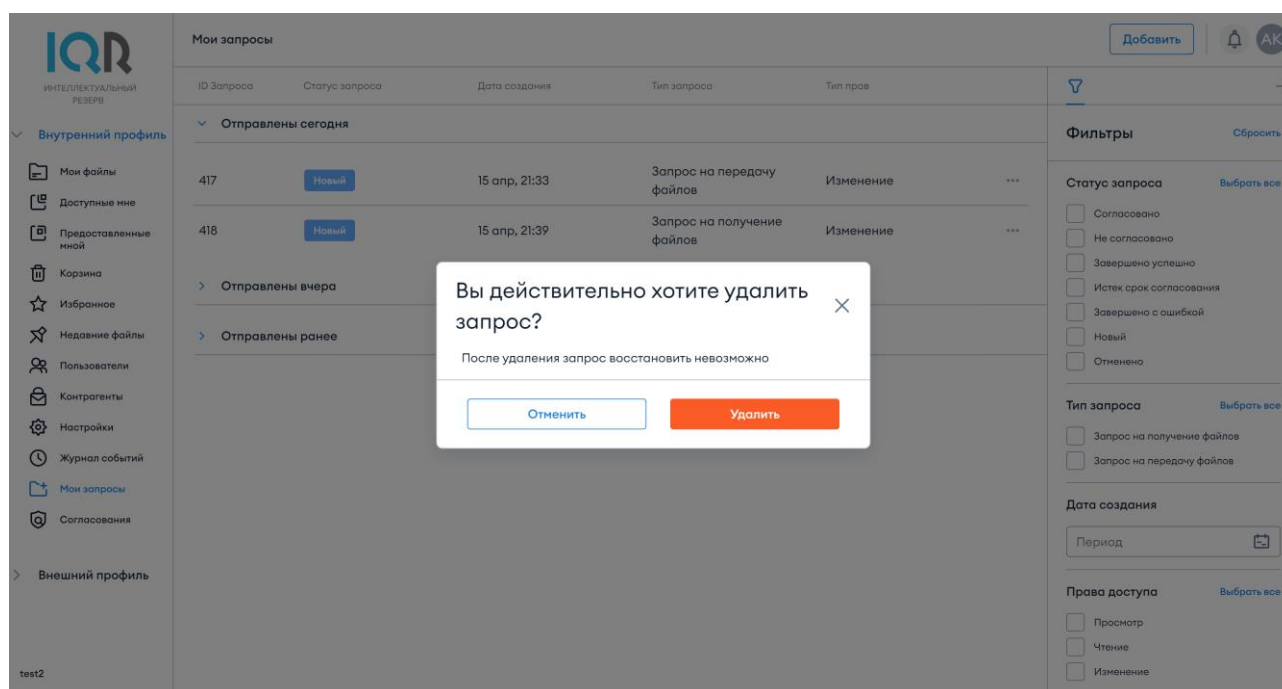 IQR
ИНТЕЛЛЕКТУАЛЬНЫЙ
РЕЗЕРВ
Внутренний профиль
Мои файлы
Доступные мне
Предоставленные
мной
Корзина
Избранное
Недавние файлы
Пользователи
Контрагенты
Настройки
Журнал событий
Мои запросы
Согласования
Внешний профиль
test2
Мои запросы
Добавить
АК
ID Запроса Статус запроса Дата создания Тип запроса Тип прав
Отправлены сегодня
417 Новый 15 апр, 21:33 Запрос на передачу
файлов Изменение
418 Новый 15 апр, 21:39 Запрос на получение
файлов Изменение
Отправлены вчера
Отправлены ранее
Вы действительно хотите удалить
запрос?
После удаления запрос восстановить невозможно
Отменить Удалить
Фильтры Сбросить
Статус запроса Выбрать все
Согласовано
Не согласовано
Завершено успешно
Истек срок согласования
Завершено с ошибкой
Новый
Отменено
Тип запроса Выбрать все
Запрос на получение файлов
Запрос на передачу файлов
Дата создания
Период
Права доступа Выбрать все
Просмотр
Чтение
Изменение